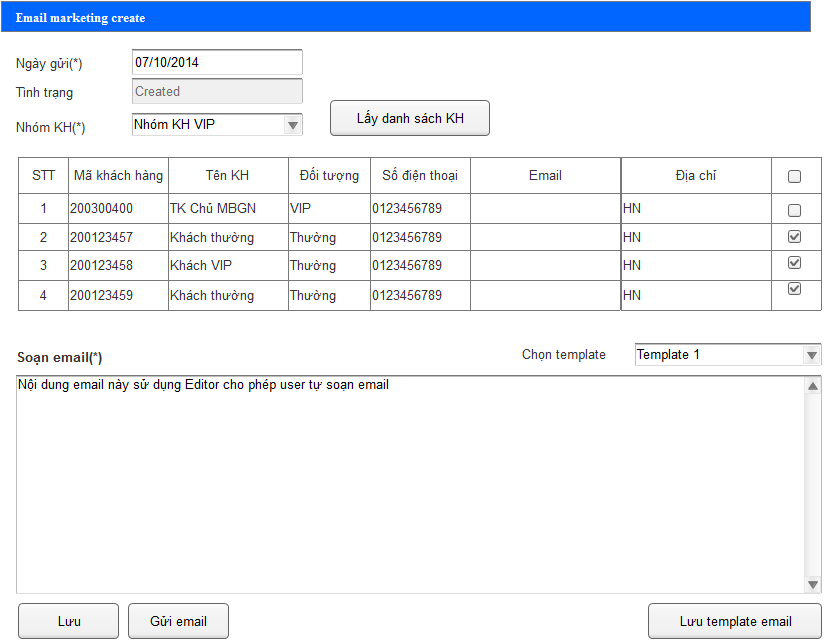 Email marketing create
Ngày gửi(*) 07/10/2014
Tình trạng Created
Nhóm KH(*) Nhóm KH VIP Lấy danh sách KH
STT Mã khách hàng Tên KH Đối tượng Số điện thoại Email Địa chỉ
1 200300400 TK Chủ MBGN VIP 0123456789 HN
2 200123457 Khách thường Thường 0123456789 HN
3 200123458 Khách VIP Thường 0123456789 HN
4 200123459 Khách thường Thường 0123456789 HN
Soạn email(*) Chọn template Template 1
Nội dung email này sử dụng Editor cho phép user tự soạn email
Lưu Gửi email Lưu template email